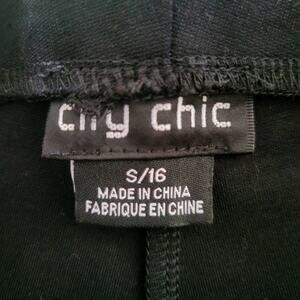 city chic
S/16
MADE IN CHINA
FABRIQUE EN CHINE